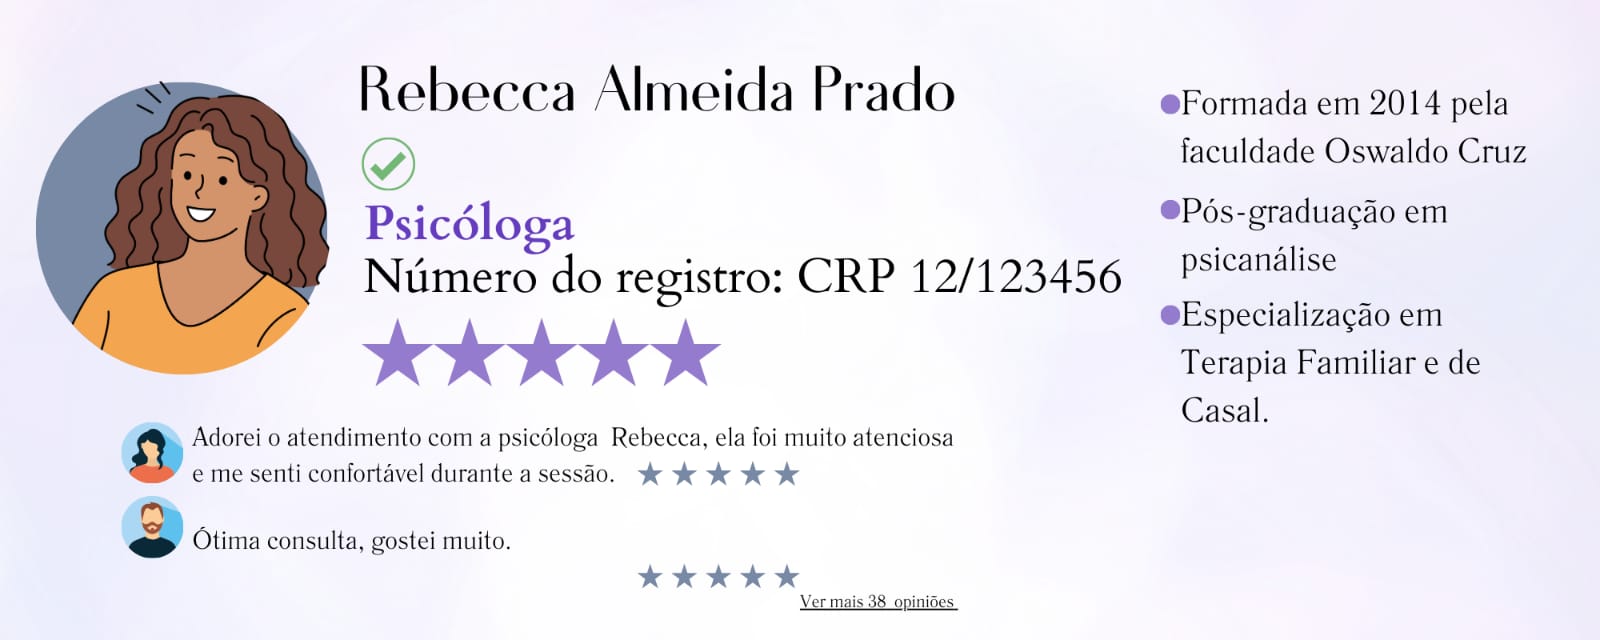 Rebecca Almeida Prado
Psicóloga
Número do registro: CRP 12/123456
Adorei o atendimento com a psicóloga Rebecca, ela foi muito atenciosa
e me senti confortável durante a sessão.
Ótima consulta, gostei muito.
Ver mais 38 opiniões
Formada em 2014 pela
faculdade Oswaldo Cruz
Pós-graduação em
psicanálise
Especialização em
Terapia Familiar e de
Casal.